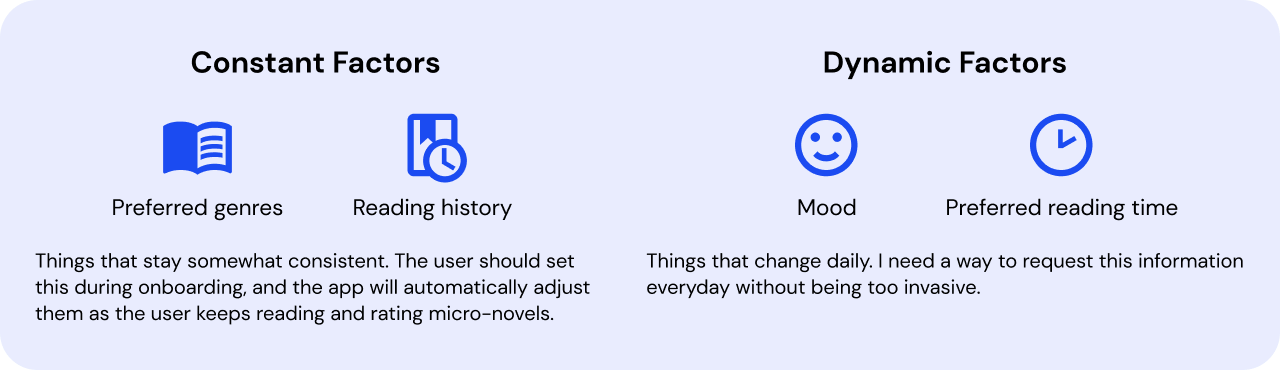 Constant Factors
Preferred genres
Reading history
Things that stay somewhat consistent. The user should set
this during onboarding, and the app will automatically adjust
them as the user keeps reading and rating micro-novels.
Dynamic Factors
Mood
Preferred reading time
Things that change daily. I need a way to request this information
everyday without being too invasive.